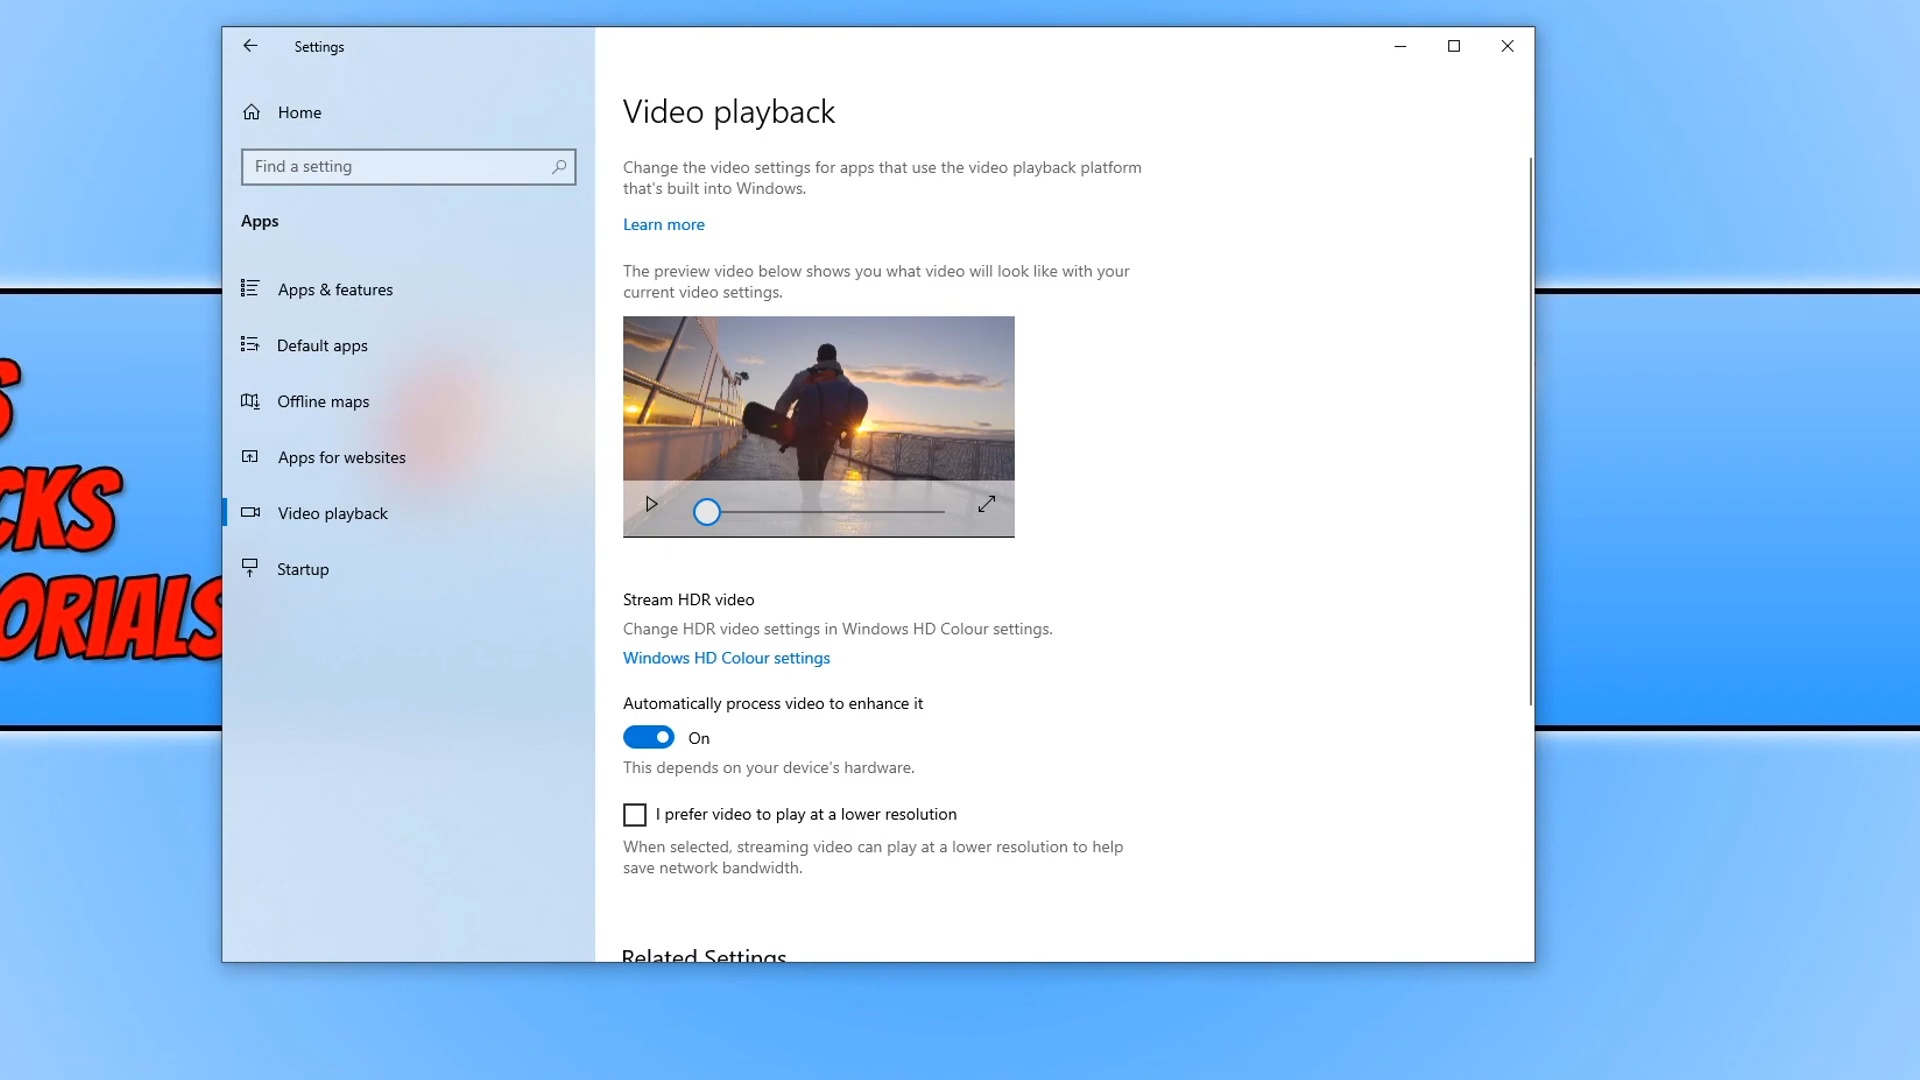 Settings
Home
Find a setting
Apps
Apps & features
Default apps
Offline maps
Apps for websites
Video playback
Startup
Video playback
Change the video settings for apps that use the video playback platform
that's built into Windows.
Learn more
The preview video below shows you what video will look like with your
current video settings.
Stream HDR video
Change HDR video settings in Windows HD Colour settings.
Windows HD Colour settings
Automatically process video to enhance it
On
This depends on your device's hardware.
I prefer video to play at a lower resolution
When selected, streaming video can play at a lower resolution to help
save network bandwidth.
Related Settings
S
CKS
ORIALS